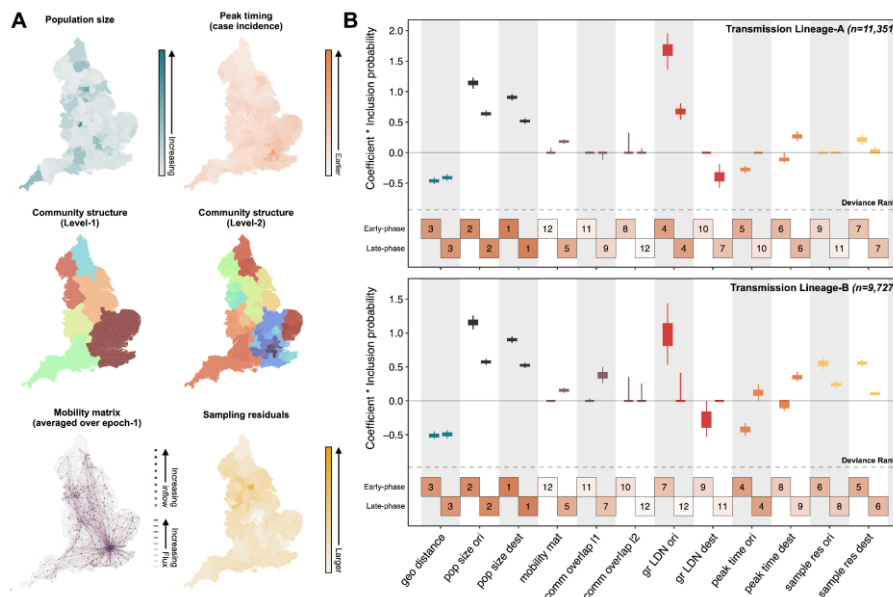 A
Population size
Increasing
Peak timing
(case incidence)
Earlier
Community structure
(Level-1)
Community structure
(Level-2)
Mobility matrix
(averaged over epoch-1)
Increasing
inflow
Increasing
Flux
Sampling residuals
Larger
B
Transmission Lineage-A (n=11,351
Coefficient * Inclusion probability
2.0
1.5
1.0
0.5
0.0
−0.5
Deviance Rank
Early-phase
3 2 1 12 11 8 4 10 5 6 9 7
Late-phase
3 2 1 5 9 12 4 7 10 6 11 7
Transmission Lineage-B (n=9,727
Coefficient * Inclusion probability
1.5
1.0
0.5
0.0
−0.5
Deviance Rank
Early-phase
3 2 1 12 11 10 7 9 4 8 6 5
Late-phase
3 2 1 5 7 12 12 11 4 9 8 6
geo distance
pop size ori
pop size dest
mobility mat
comm overlap l1
comm overlap l2
gr LDN ori
gr LDN dest
peak time ori
peak time dest
sample res ori
sample res dest